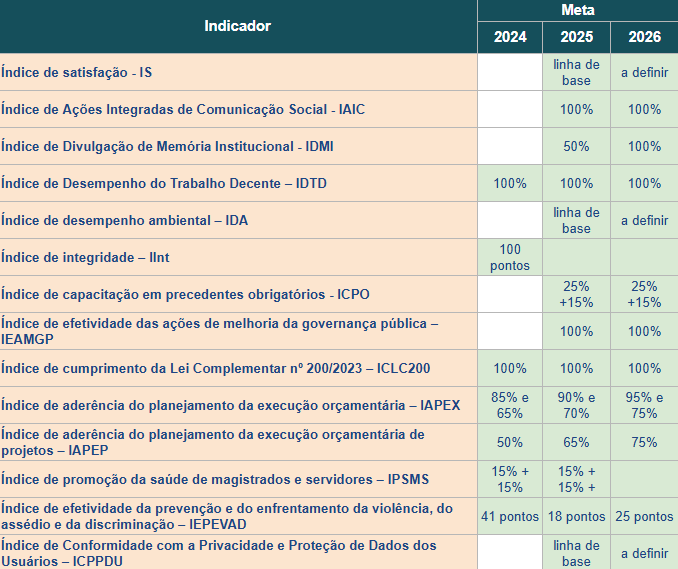 Indicador
Meta
2024 2025 2026
Índice de satisfação - IS
linha de
base
a definir
Índice de Ações Integradas de Comunicação Social - IAIC
100% 100%
Índice de Divulgação de Memória Institucional - IDMI
50% 100%
Índice de Desempenho do Trabalho Decente – IDTD
100% 100% 100%
Índice de desempenho ambiental – IDA
linha de
base
a definir
Índice de integridade – IInt
100
pontos
Índice de capacitação em precedentes obrigatórios - ICPO
25%
+15%
25%
+15%
Índice de efetividade das ações de melhoria da governança pública –
IEAMGP
100% 100%
Índice de cumprimento da Lei Complementar nº 200/2023 – ICLC200
100% 100% 100%
Índice de aderência do planejamento da execução orçamentária – IAPEX
85% e
65%
90% e
70%
95% e
75%
Índice de aderência do planejamento da execução orçamentária de
projetos – IAPEP
50% 65% 75%
Índice de promoção da saúde de magistrados e servidores – IPSMS
15% +
15%
15% +
15% +
Índice de efetividade da prevenção e do enfrentamento da violência, do
assédio e da discriminação – IEPEVAD
41 pontos 18 pontos 25 pontos
Índice de Conformidade com a Privacidade e Proteção de Dados dos
Usuários – ICPPDU
linha de
base
a definir